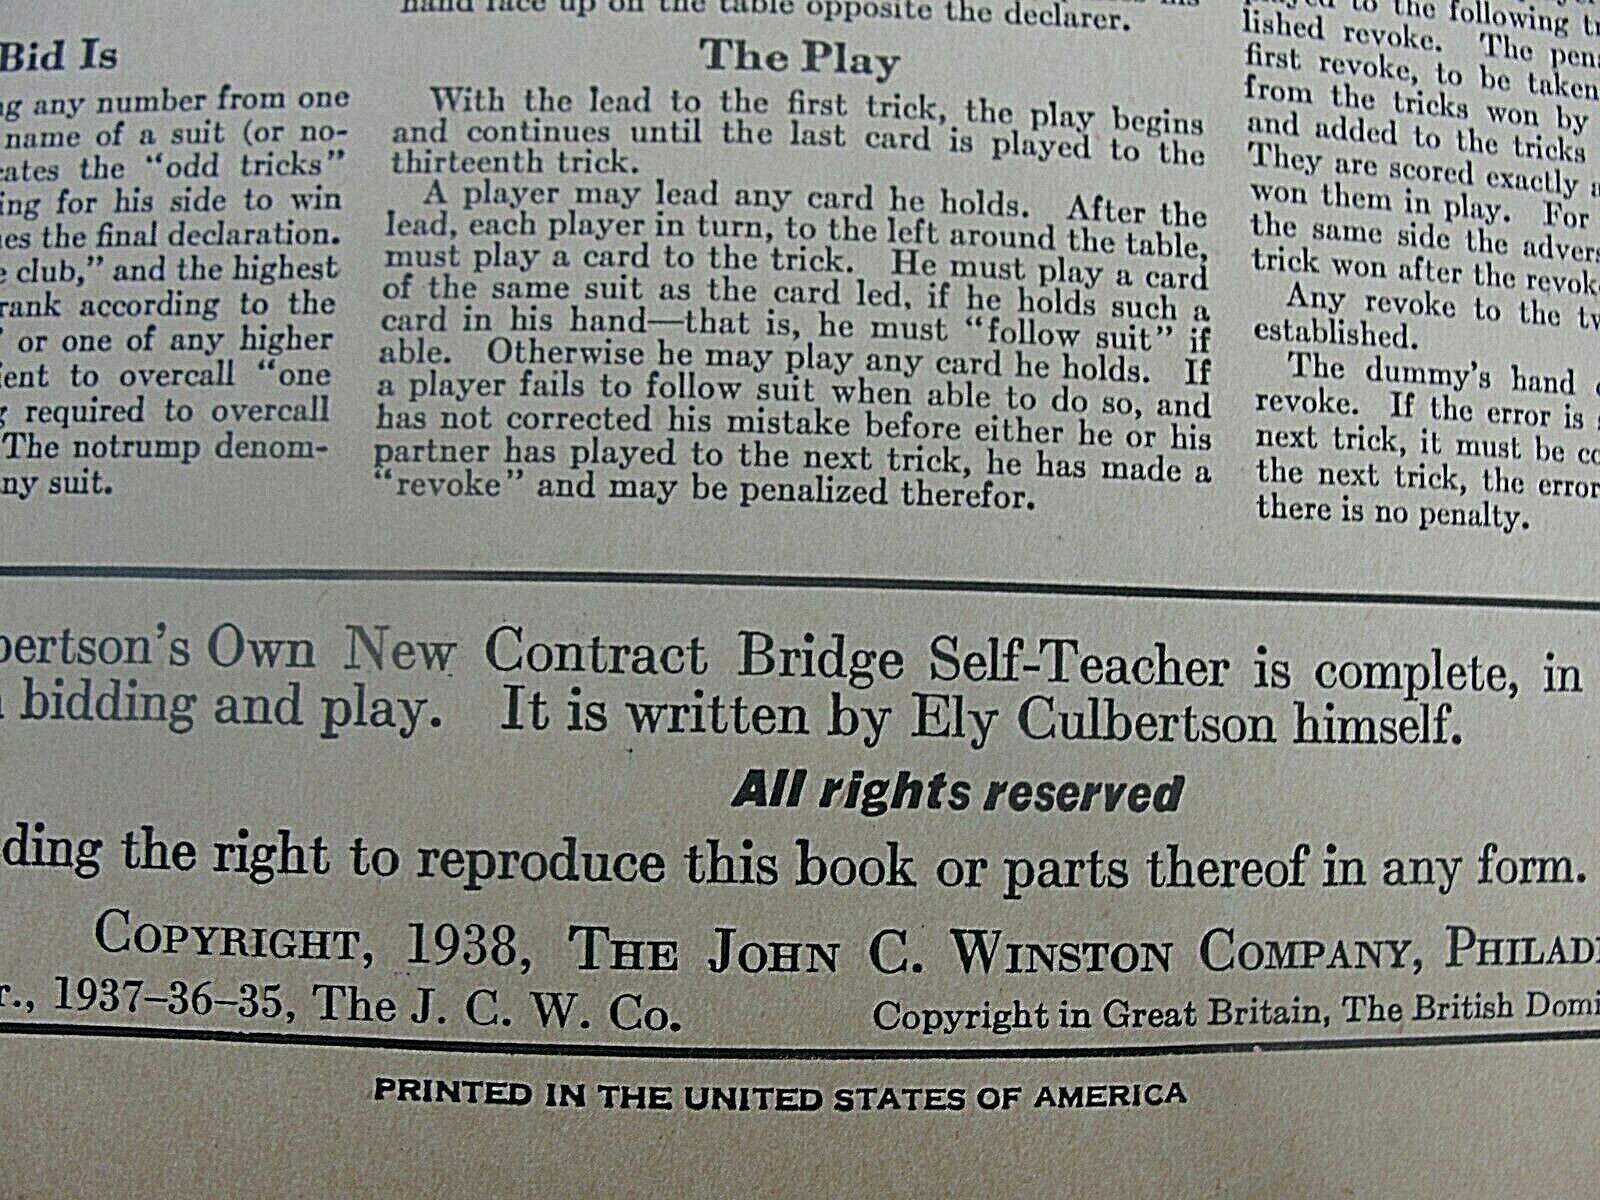 hand face up on the table opposite the declarer.
Bid Is
any number from one
name of a suit (or no-
the "odd tricks"
for his side to win
the final declaration.
club," and the highest
rank according to the
or one of any higher
to overcall "one
required to overcall
The notrump denom-
suit.
The Play
With the lead to the first trick, the play begins
and continues until the last card is played to the
thirteenth trick.
A player may lead any card he holds. After the
lead, each player in turn, to the left around the table,
must play a card to the trick. He must play a card
of the same suit as the card led, if he holds such a
card in his hand—that is, he must "follow suit" if
able. Otherwise he may play any card he holds. If
a player fails to follow suit when able to do so, and
has not corrected his mistake before either he or his
partner has played to the next trick, he has made a
"revoke" and may be penalized therefor.
to the following
lished revoke. The
first revoke, to be taken
from the tricks won by
and added to the tricks
They are scored exactly
won them in play. For
the same side the
trick won after the
Any revoke to the
established.
The dummy's hand
revoke. If the error is
next trick, it must be
the next trick, the error
there is no penalty.
bertson's Own New Contract Bridge Self-Teacher is complete, in
bidding and play. It is written by Ely Culbertson himself.
All rights reserved
ding the right to reproduce this book or parts thereof in any form.
COPYRIGHT, 1938, THE JOHN C. WINSTON COMPANY, PHILAD
r., 1937–36–35, The J. C. W. Co. Copyright in Great Britain, The British Domi
PRINTED IN THE UNITED STATES OF AMERICA